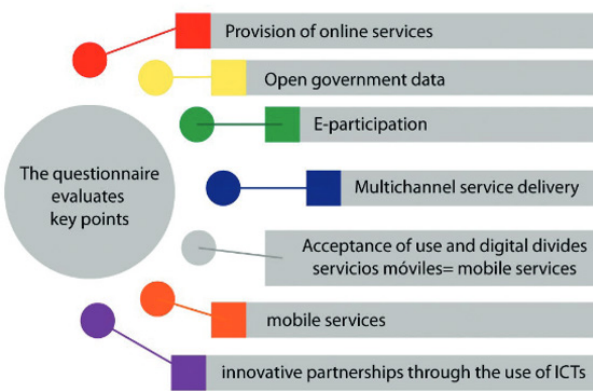 Provision of online services
Open government data
E-participation
The questionnaire
evaluates
key points
Multichannel service delivery
Acceptance of use and digital divides
servicios móviles= mobile services
mobile services
innovative partnerships through the use of ICTs